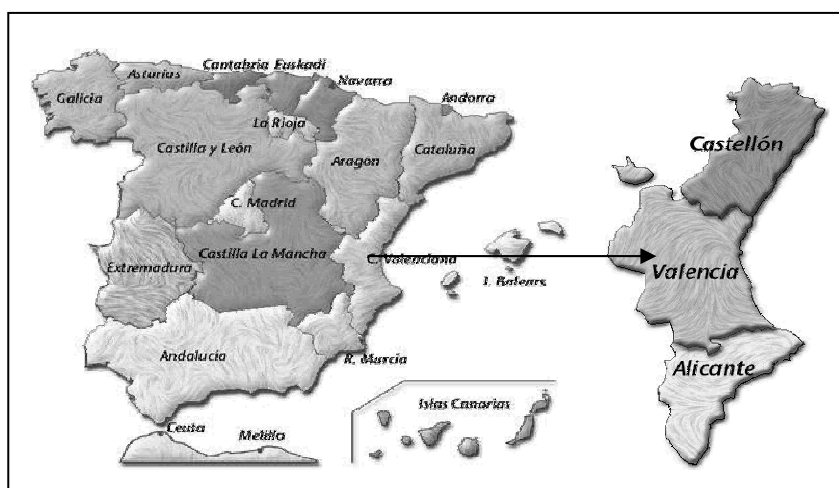 Cantabria Euskadi
Asturias
Navarra
Galicia
Andorra
La Rioja
Castilla y León
Aragon
Cataluña
Castellón
C. Madrid
Castilla La Mancha
C. Valenciana
Extremadura
Valencia
I. Balears
Andalucía
R. Murcia
Alicante
Islas Canarias
Ceuta
Melilla